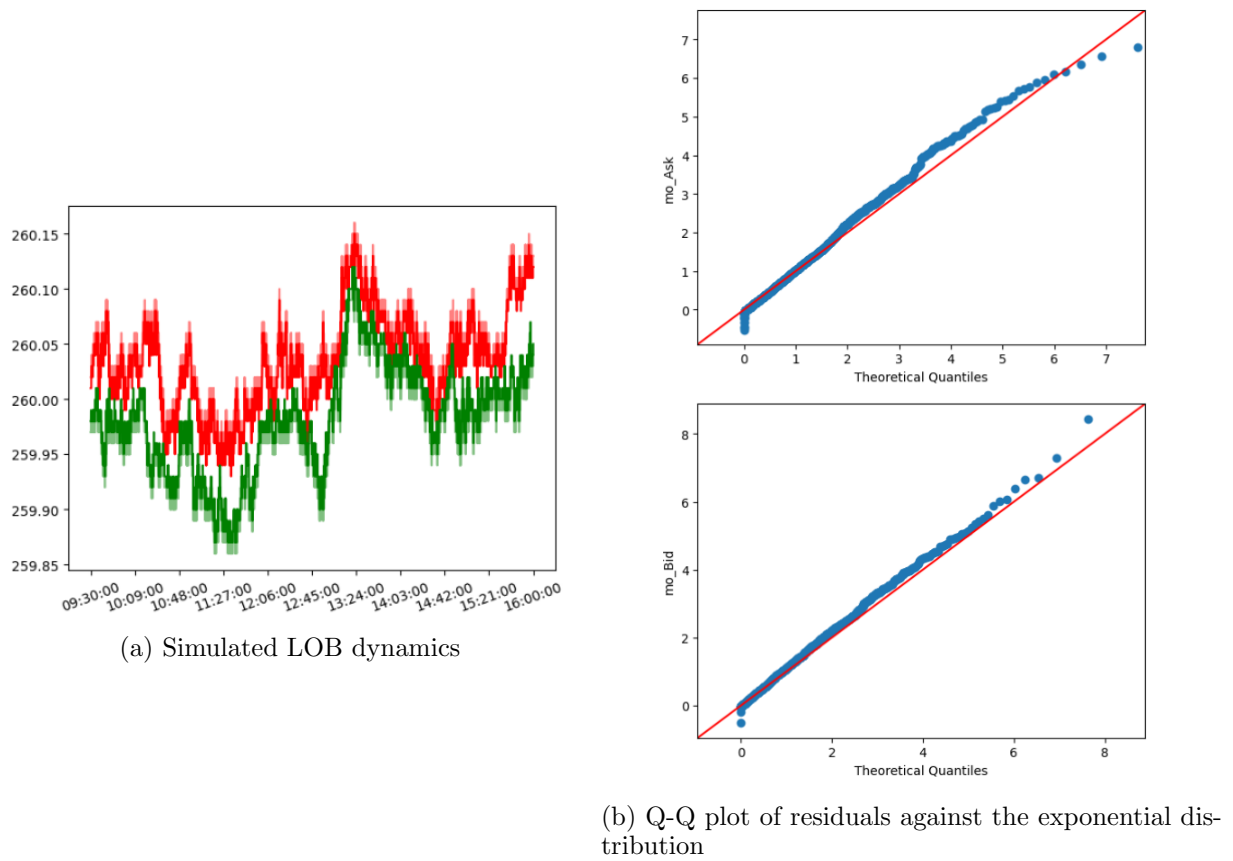 260.15
260.10
260.05
260.00
259.95
259.90
259.85
09:30:00 10:09:00 10:48:00 11:27:00 12:06:00 12:45:00 13:24:00 14:03:00 14:42:00 15:21:00 16:00:00
(a) Simulated LOB dynamics
7
6
5
4
3
2
1
0
mo_Ask
0 1 2 3 4 5 6 7
Theoretical Quantiles
8
6
4
2
0
mo_Bid
0 2 4 6 8
Theoretical Quantiles
(b) Q-Q plot of residuals against the exponential dis-
tribution